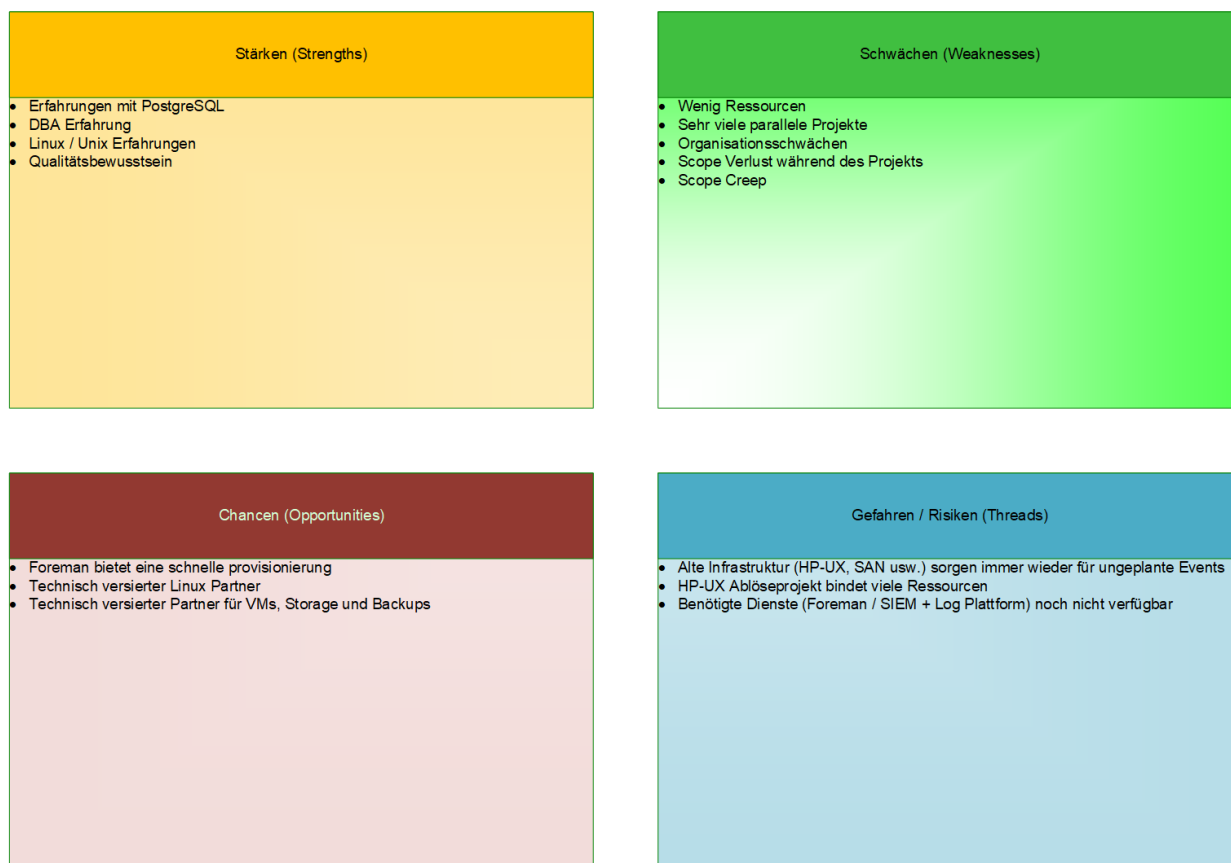 Stärken (Strengths)
• Erfahrungen mit PostgreSQL
• DBA Erfahrung
• Linux / Unix Erfahrungen
• Qualitätsbewusstsein
Schwächen (Weaknesses)
• Wenig Ressourcen
• Sehr viele parallele Projekte
• Organisationsschwächen
• Scope Verlust während des Projekts
• Scope Creep
Chancen (Opportunities)
• Foreman bietet eine schnelle provisionierung
• Technisch versierter Linux Partner
• Technisch versierter Partner für VMs, Storage und Backups
Gefahren / Risiken (Threads)
• Alte Infrastruktur (HP-UX, SAN usw.) sorgen immer wieder für ungeplante Events
• HP-UX Ablöseprojekt bindet viele Ressourcen
• Benötigte Dienste (Foreman / SIEM + Log Plattform) noch nicht verfügbar